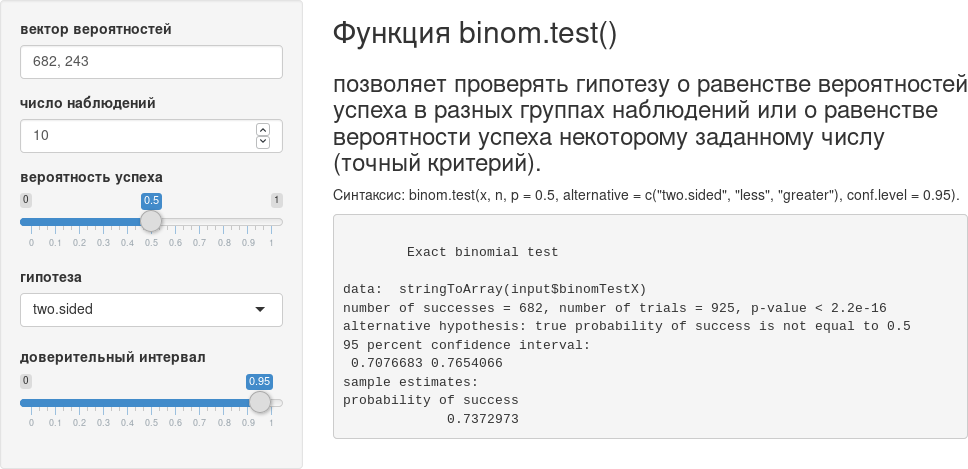 вектор вероятностей
682, 243
число наблюдений
10
вероятность успеха
0 0.5 1
0 0.1 0.2 0.3 0.4 0.5 0.6 0.7 0.8 0.9 1
гипотеза
two.sided
доверительный интервал
0 0.95
0 0.1 0.2 0.3 0.4 0.5 0.6 0.7 0.8 0.9 1
Функция binom.test()
позволяет проверять гипотезу о равенстве вероятностей
успеха в разных группах наблюдений или о равенстве
вероятности успеха некоторому заданному числу
(точный критерий).
Синтаксис: binom.test(x, n, p = 0.5, alternative = c("two.sided", "less", "greater"), conf.level = 0.95).
Exact binomial test
data:  stringToArray(input$binomTestX)
number of successes = 682, number of trials = 925, p-value < 2.2e-16
alternative hypothesis: true probability of success is not equal to 0.5
95 percent confidence interval:
0.7076683 0.7654066
sample estimates:
probability of success
0.7372973